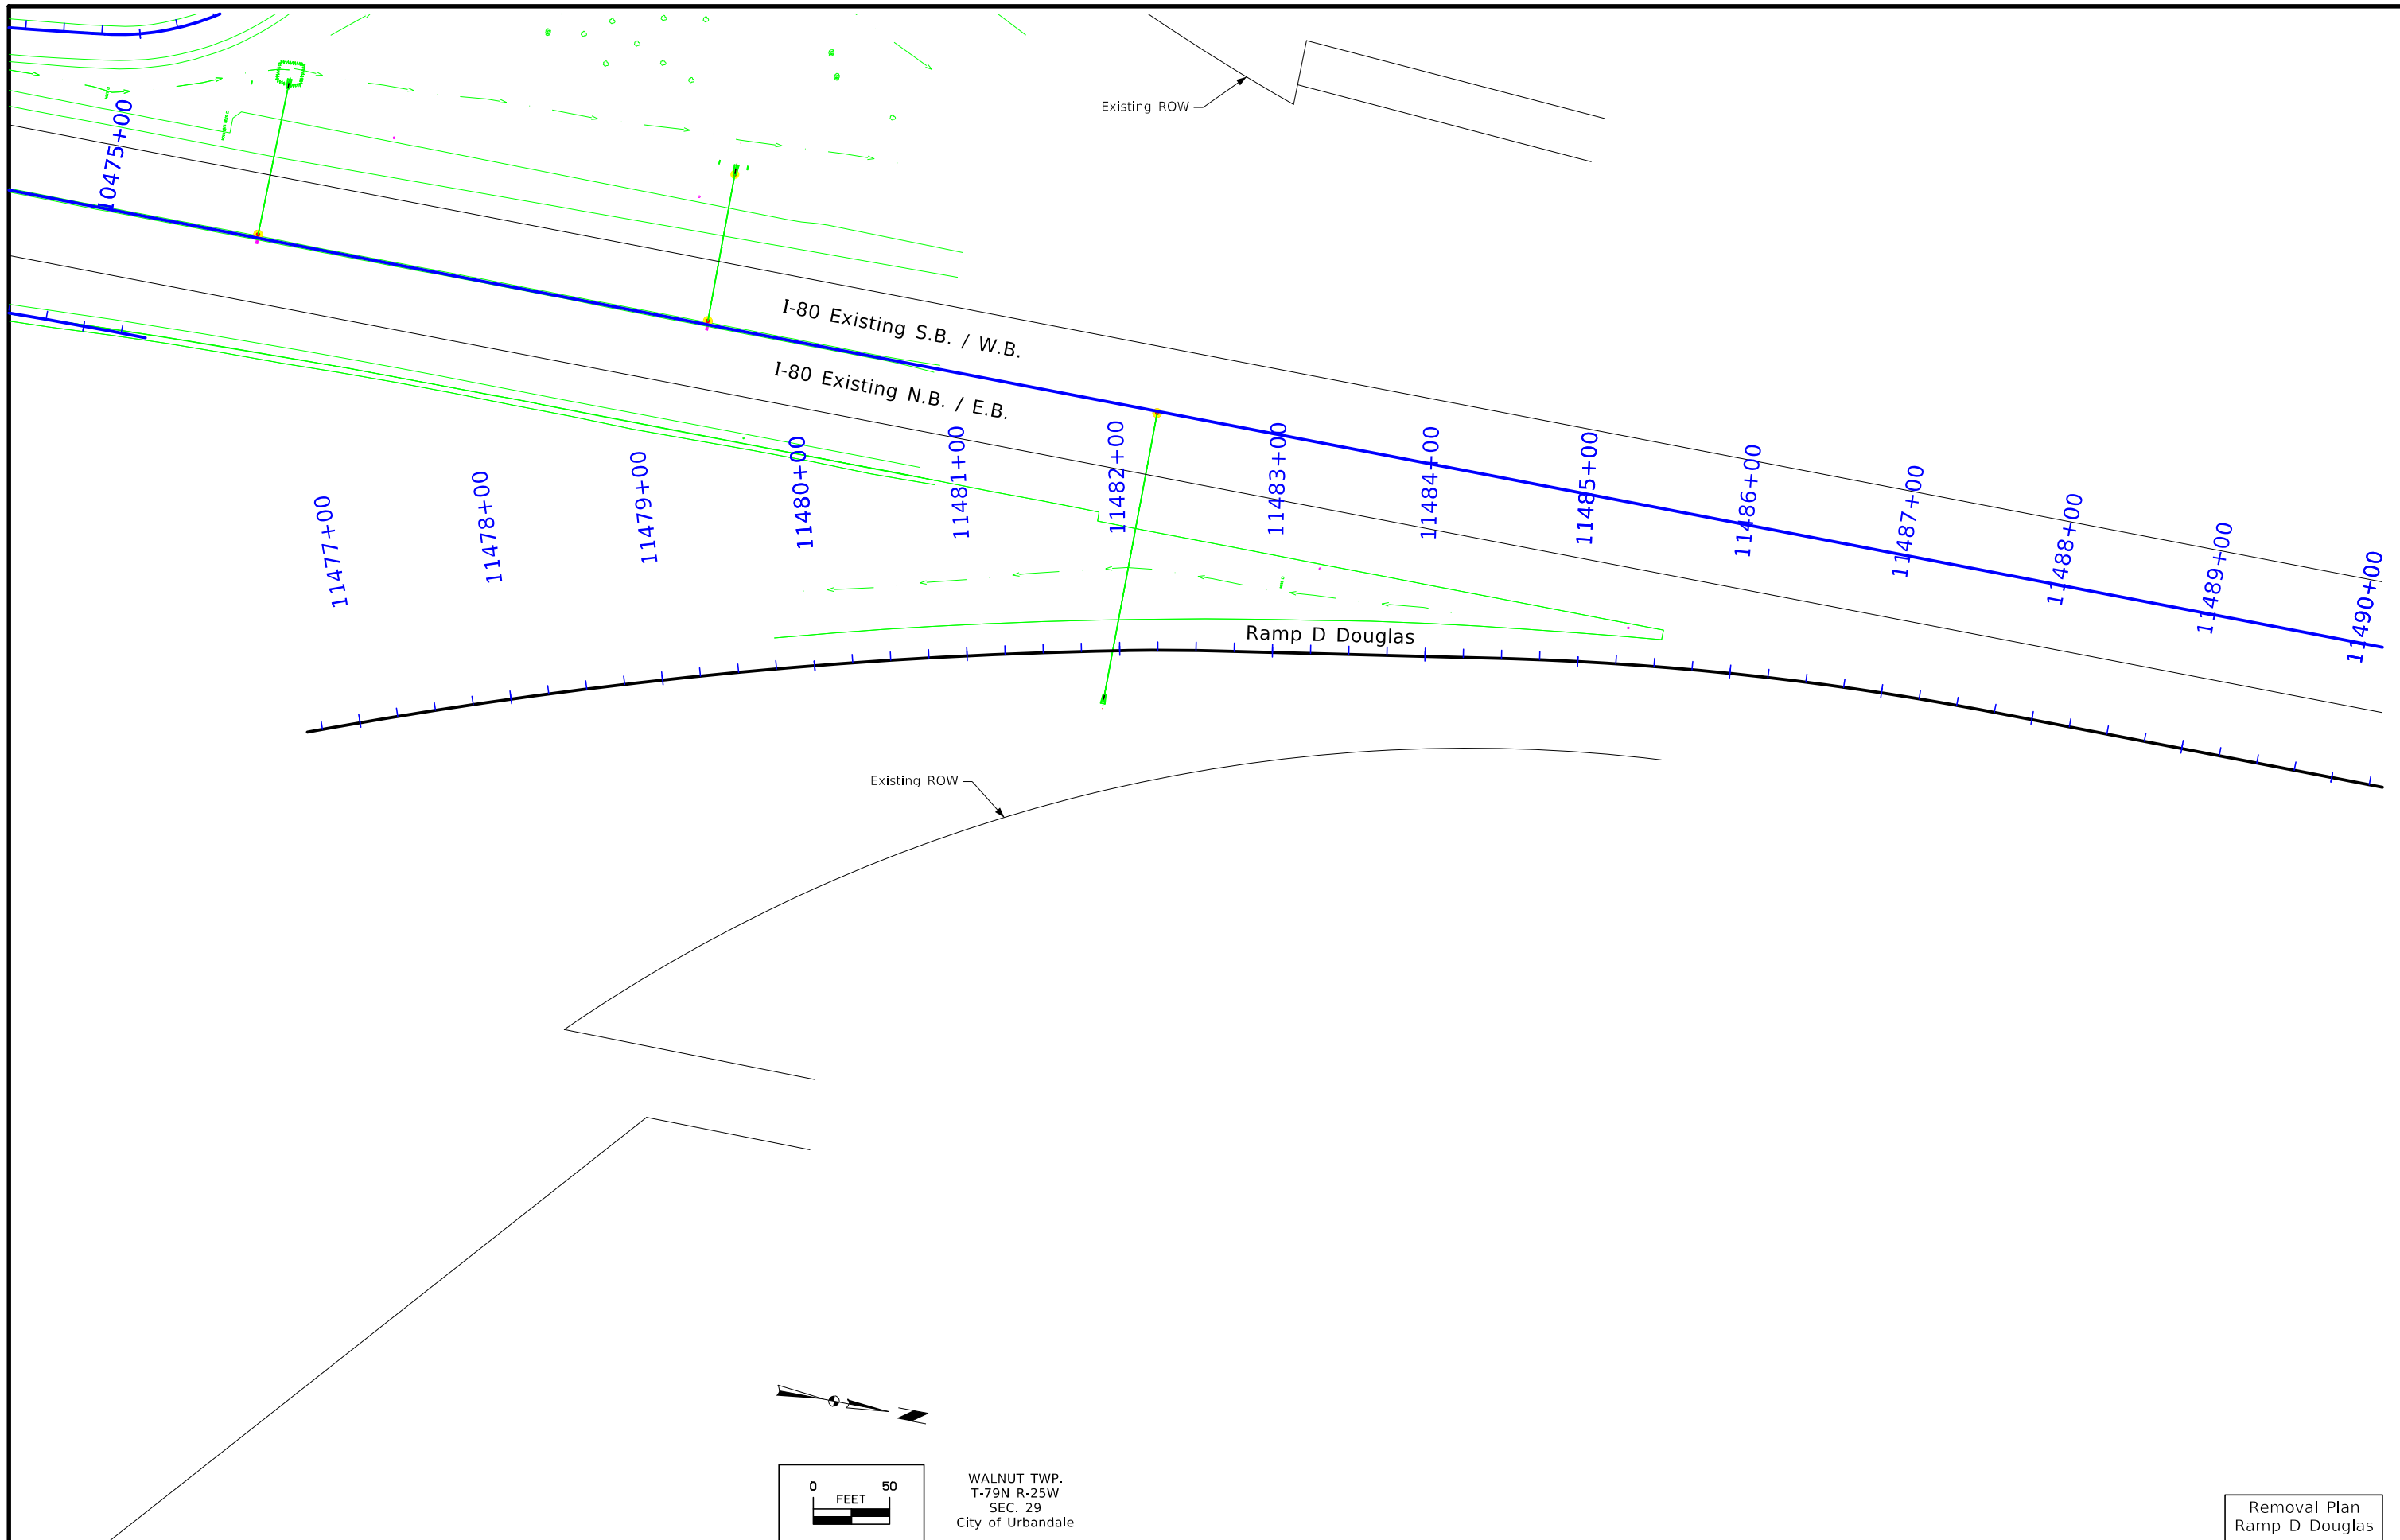 Existing ROW
10475+00
I-80 Existing S.B. / W.B.
I-80 Existing N.B. / E.B.
11477+00
11478+00
11479+00
11480+00
11481+00
11482+00
11483+00
11484+00
11485+00
11486+00
11487+00
11488+00
11489+00
11490+00
Ramp D Douglas
Existing ROW
N
0 50
FEET
WALNUT TWP.
T-79N R-25W
SEC. 29
City of Urbandale
Removal Plan
Ramp D Douglas